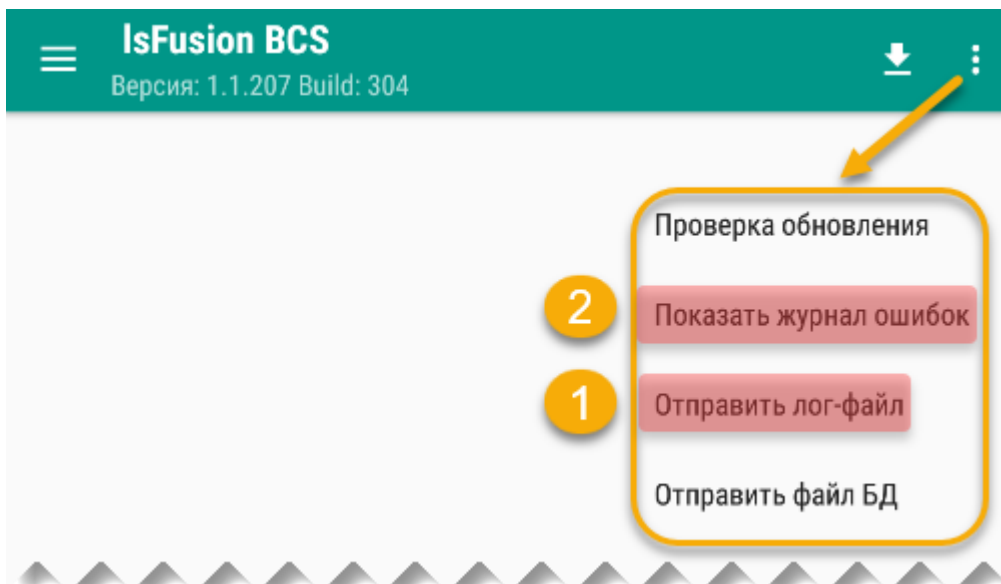 lsFusion BCS
Версия: 1.1.207 Build: 304
Проверка обновления
2
Показать журнал ошибок
1
Отправить лог-файл
Отправить файл БД